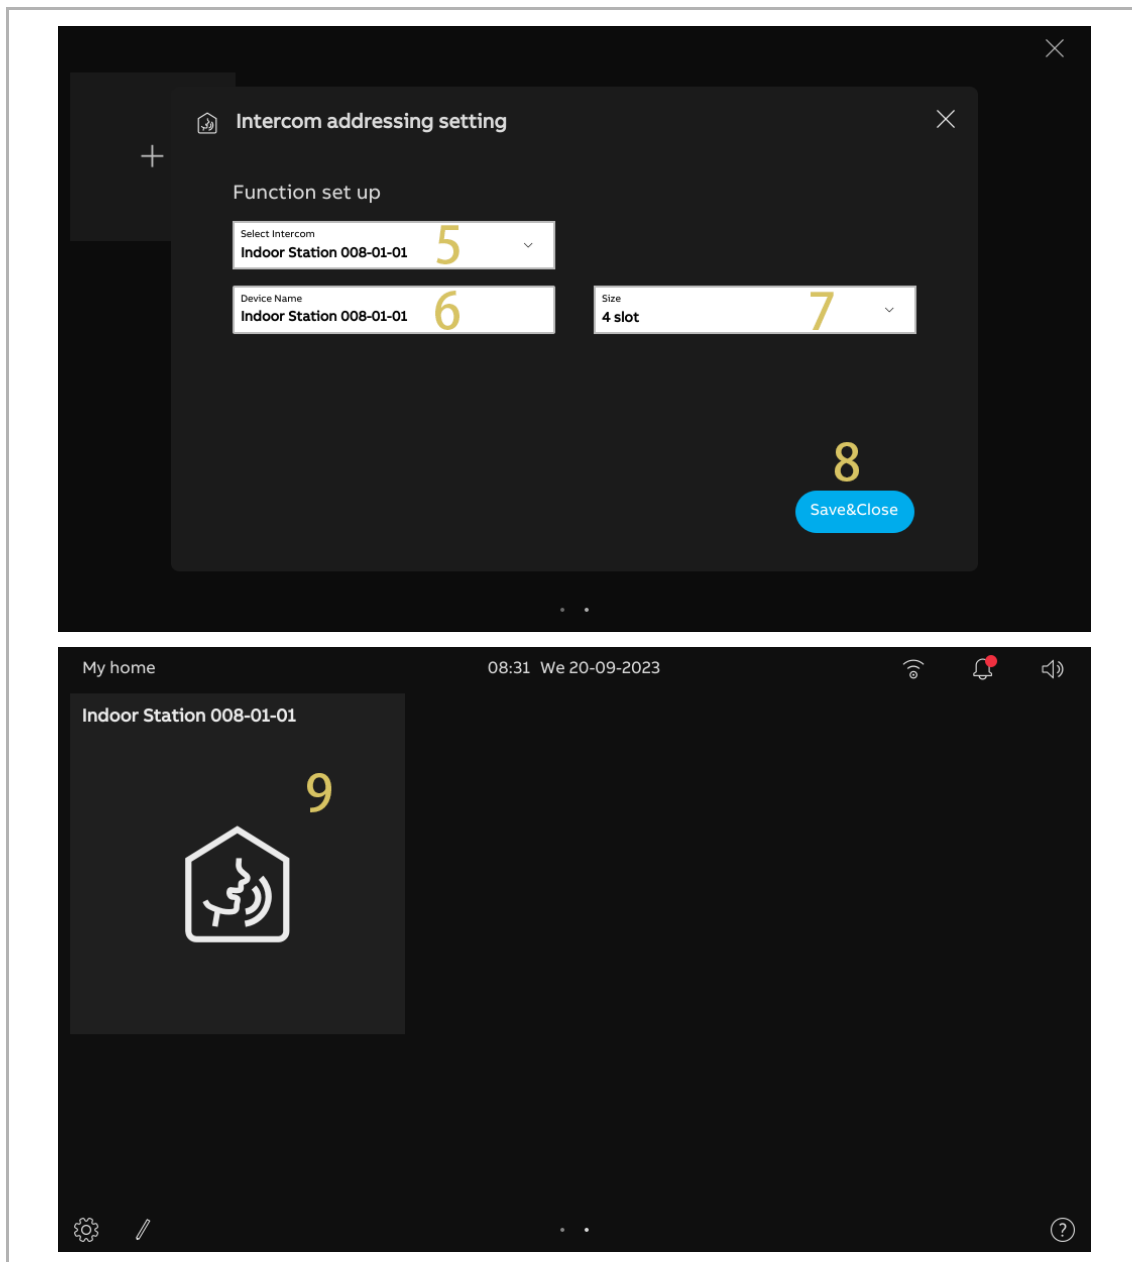 Intercom addressing setting
Function set up
Select Intercom
Indoor Station 008-01-01
5
Device Name
Indoor Station 008-01-01
6
Size
4 slot
7
8
Save&Close
My home
08:31 We 20-09-2023
Indoor Station 008-01-01
9
?